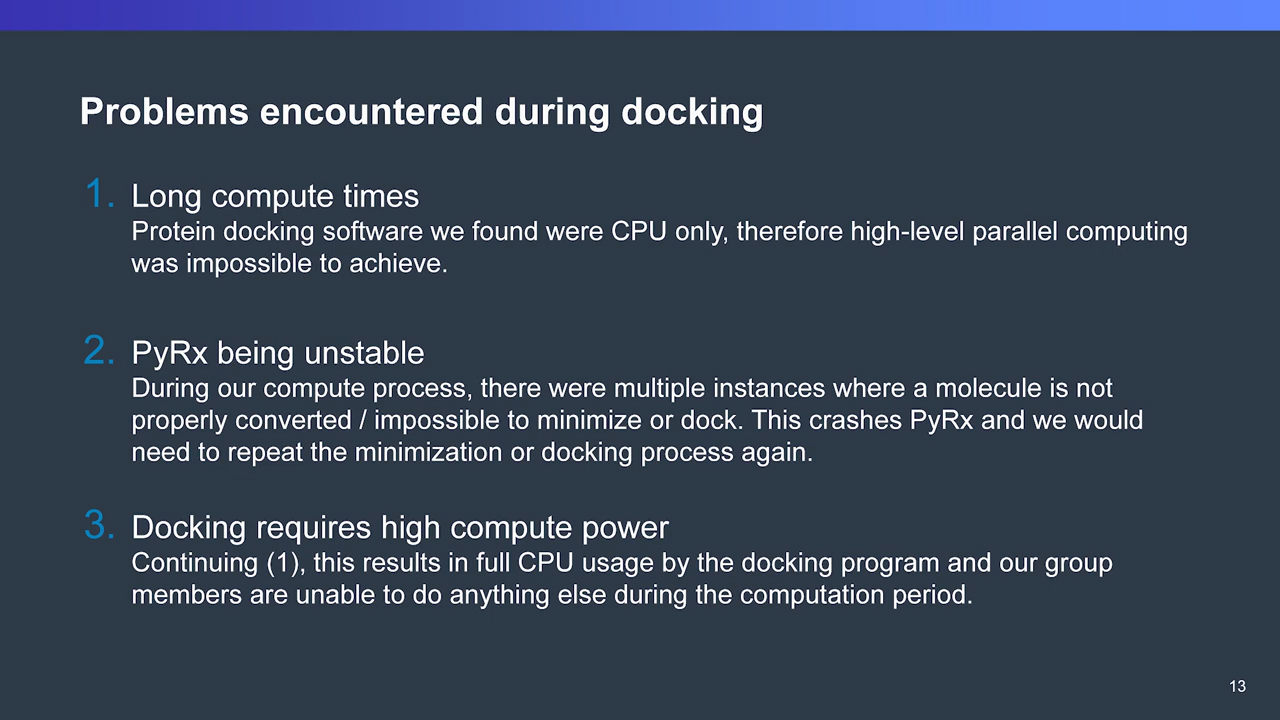 Problems encountered during docking
1. Long compute times
Protein docking software we found were CPU only, therefore high-level parallel computing
was impossible to achieve.
2. PyRx being unstable
During our compute process, there were multiple instances where a molecule is not
properly converted / impossible to minimize or dock. This crashes PyRx and we would
need to repeat the minimization or docking process again.
3. Docking requires high compute power
Continuing (1), this results in full CPU usage by the docking program and our group
members are unable to do anything else during the computation period.
13